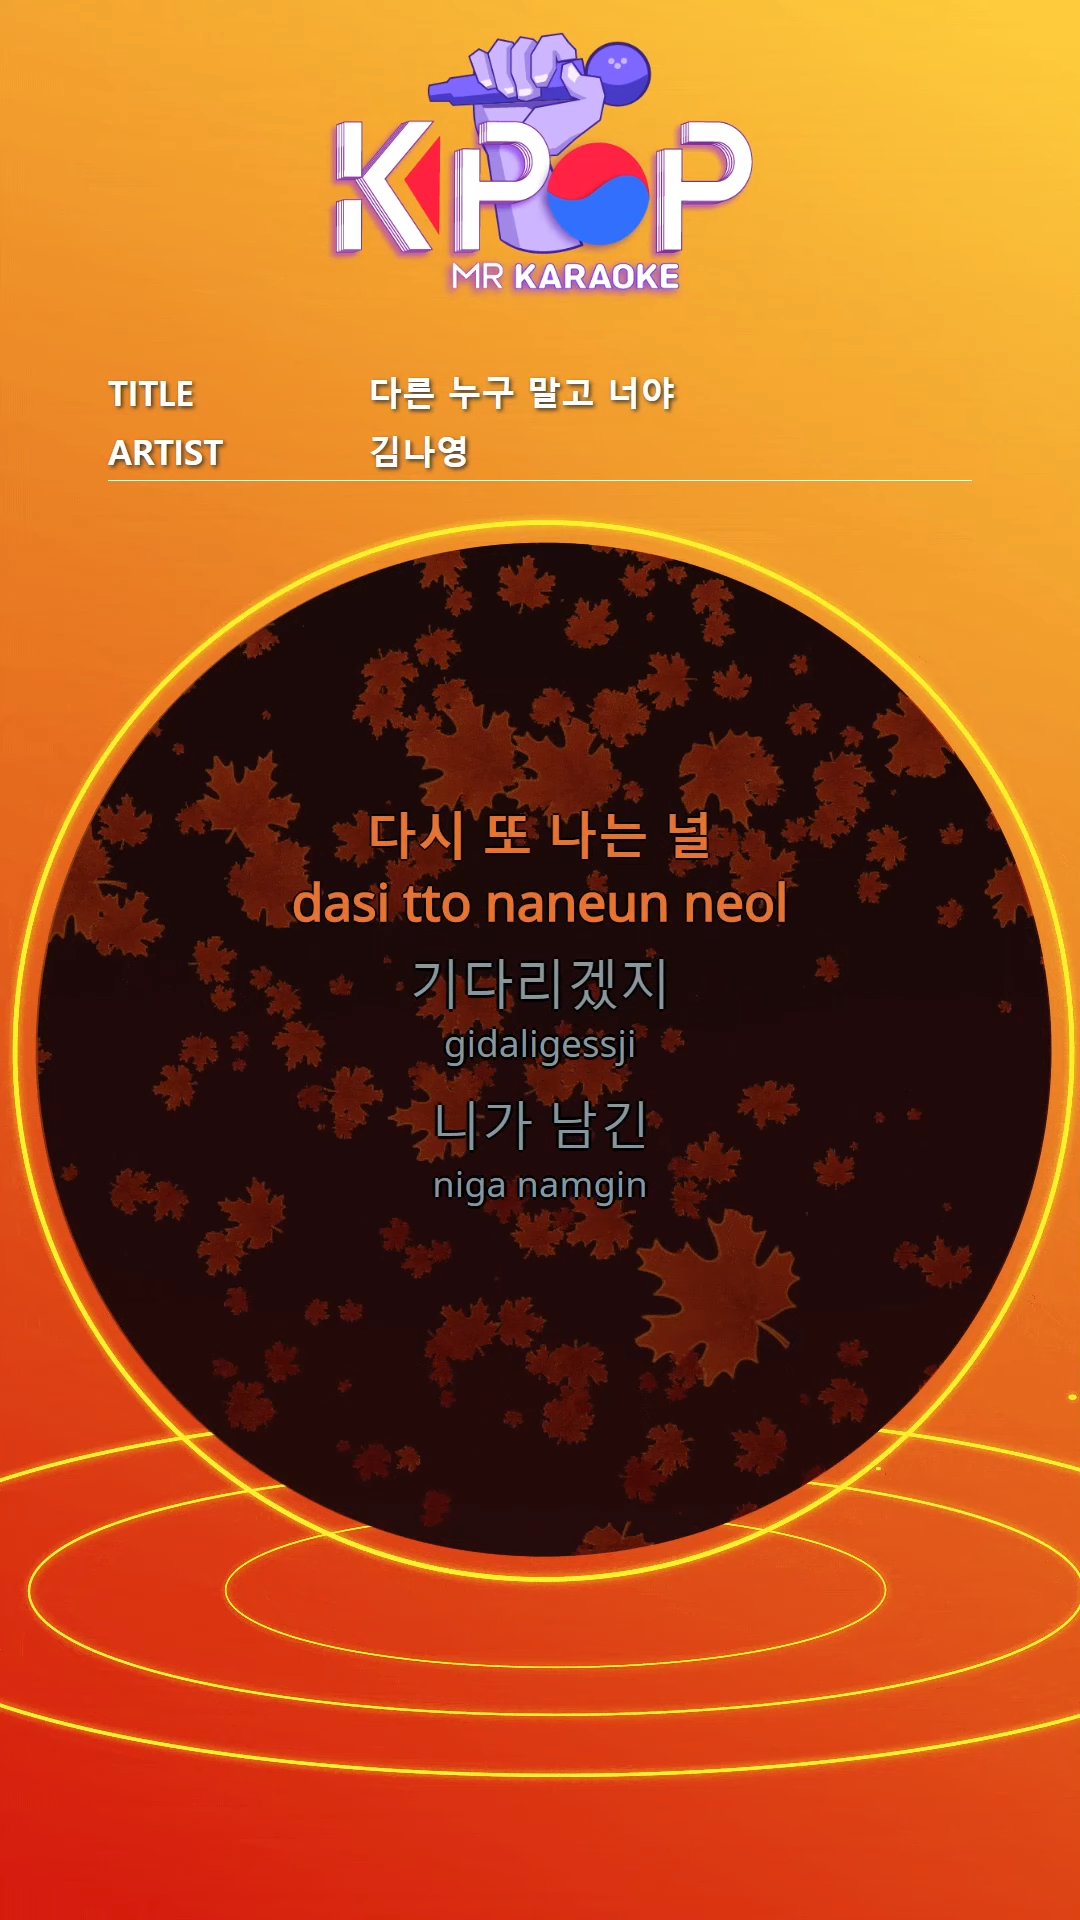 KPOP
MR KARAOKE
TITLE 다른 누구 말고 너야
ARTIST 김나영
다시 또 나는 널
dasi tto naneun neol
기다리겠지
gidaligessji
니가 남긴
niga namgin